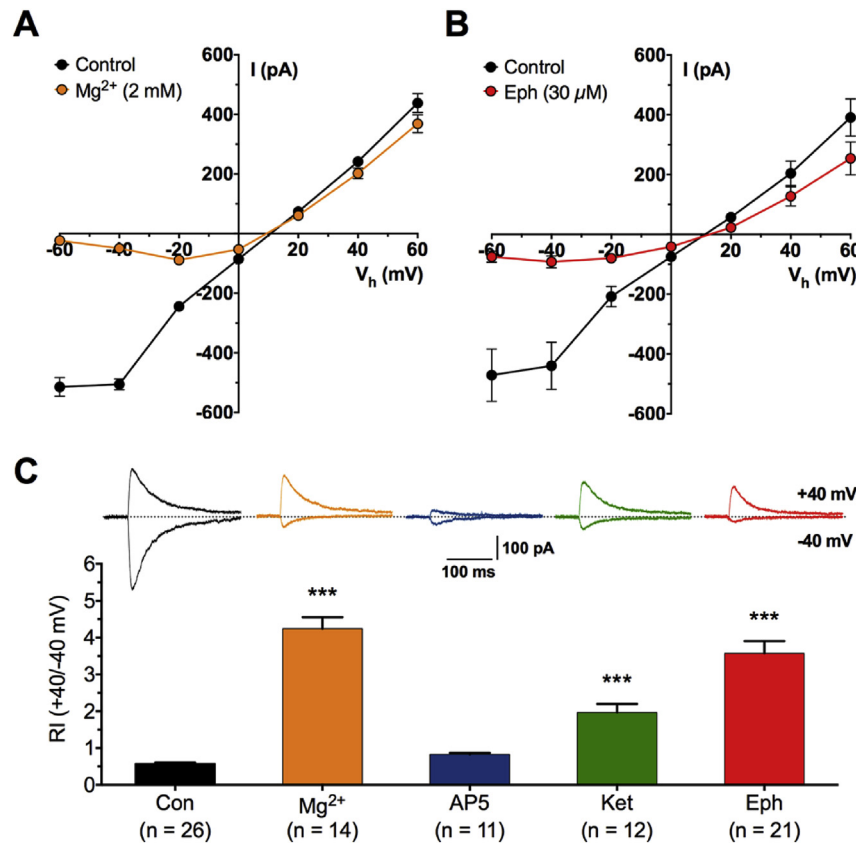 A
Control
Mg2+ (2 mM)
600
I (pA)
400
200
-60 -40 -20 0 20 40 60
Vh (mV)
-200
-400
-600
B
Control
Eph (30 µM)
600
I (pA)
400
200
-60 -40 -20 0 20 40 60
Vh (mV)
-200
-400
-600
C
+40 mV
-40 mV
100 pA
100 ms
RI (+40/-40 mV)
6
5
4
3
2
1
0
*** *** ***
Con Mg2+ AP5 Ket Eph
(n = 26) (n = 14) (n = 11) (n = 12) (n = 21)